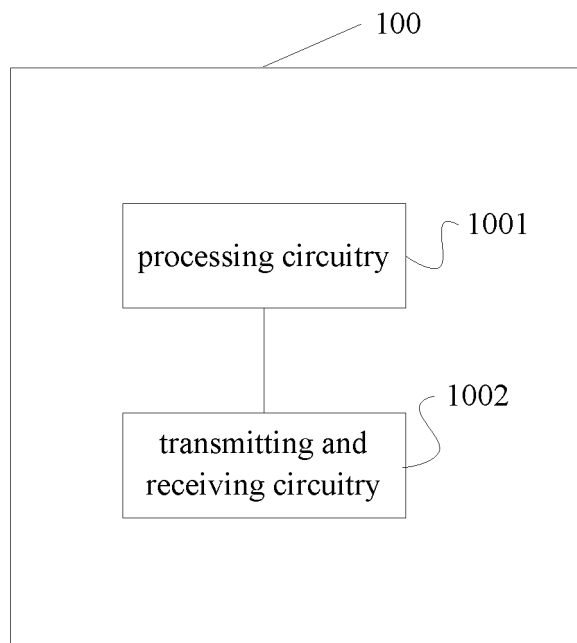 100
processing circuitry
1001
1002
transmitting and
receiving circuitry